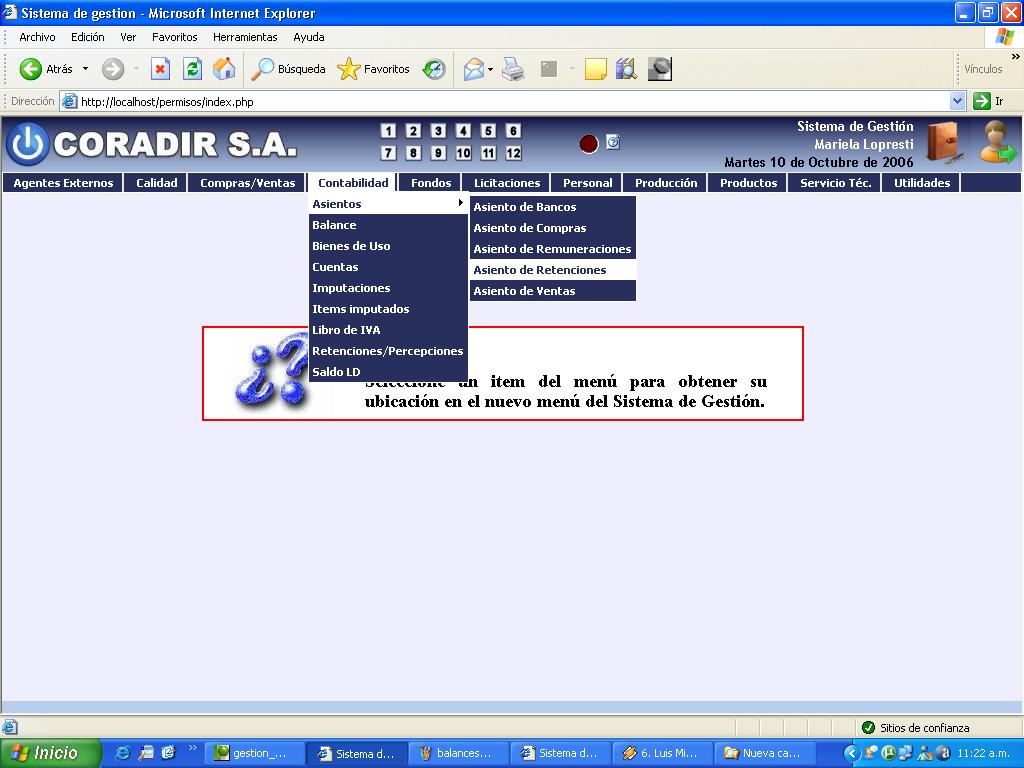 Sistema de gestion - Microsoft Internet Explorer
Archivo Edición Ver Favoritos Herramientas Ayuda
Atrás Búsqueda Favoritos Vínculos »
Dirección http://localhost/permisos/index.php Ir
CORADIR S.A.
1 2 3 4 5 6
7 8 9 10 11 12
Sistema de Gestión
Mariela Lopresti
Martes 10 de Octubre de 2006
Agentes Externos Calidad Compras/Ventas Contabilidad Fondos Licitaciones Personal Producción Productos Servicio Téc. Utilidades
Asientos
Balance
Bienes de Uso
Cuentas
Imputaciones
Items imputados
Libro de IVA
Retenciones/Percepciones
Saldo LD
Asiento de Bancos
Asiento de Compras
Asiento de Remuneraciones
Asiento de Retenciones
Asiento de Ventas
¿?
Seleccione un item del menú para obtener su
ubicación en el nuevo menú del Sistema de Gestión.
Sitios de confianza
Inicio » gestion_... Sistema d... balances... Sistema d... 6. Luis Mi... Nueva ca... 11:22 a.m.